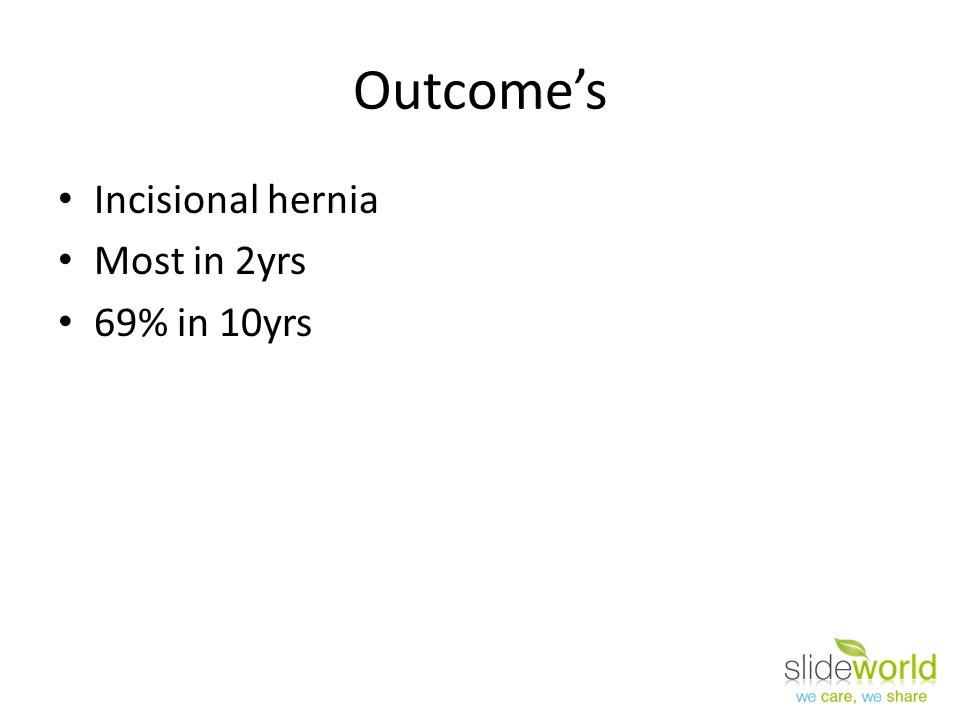 Outcome’s
• Incisional hernia
• Most in 2yrs
• 69% in 10yrs
slideworld
we care, we share